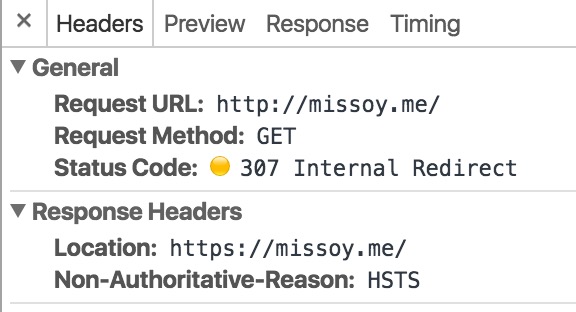 × Headers Preview Response Timing
▼ General
Request URL: http://missoy.me/
Request Method: GET
Status Code: 307 Internal Redirect
▼ Response Headers
Location: https://missoy.me/
Non-Authoritative-Reason: HSTS